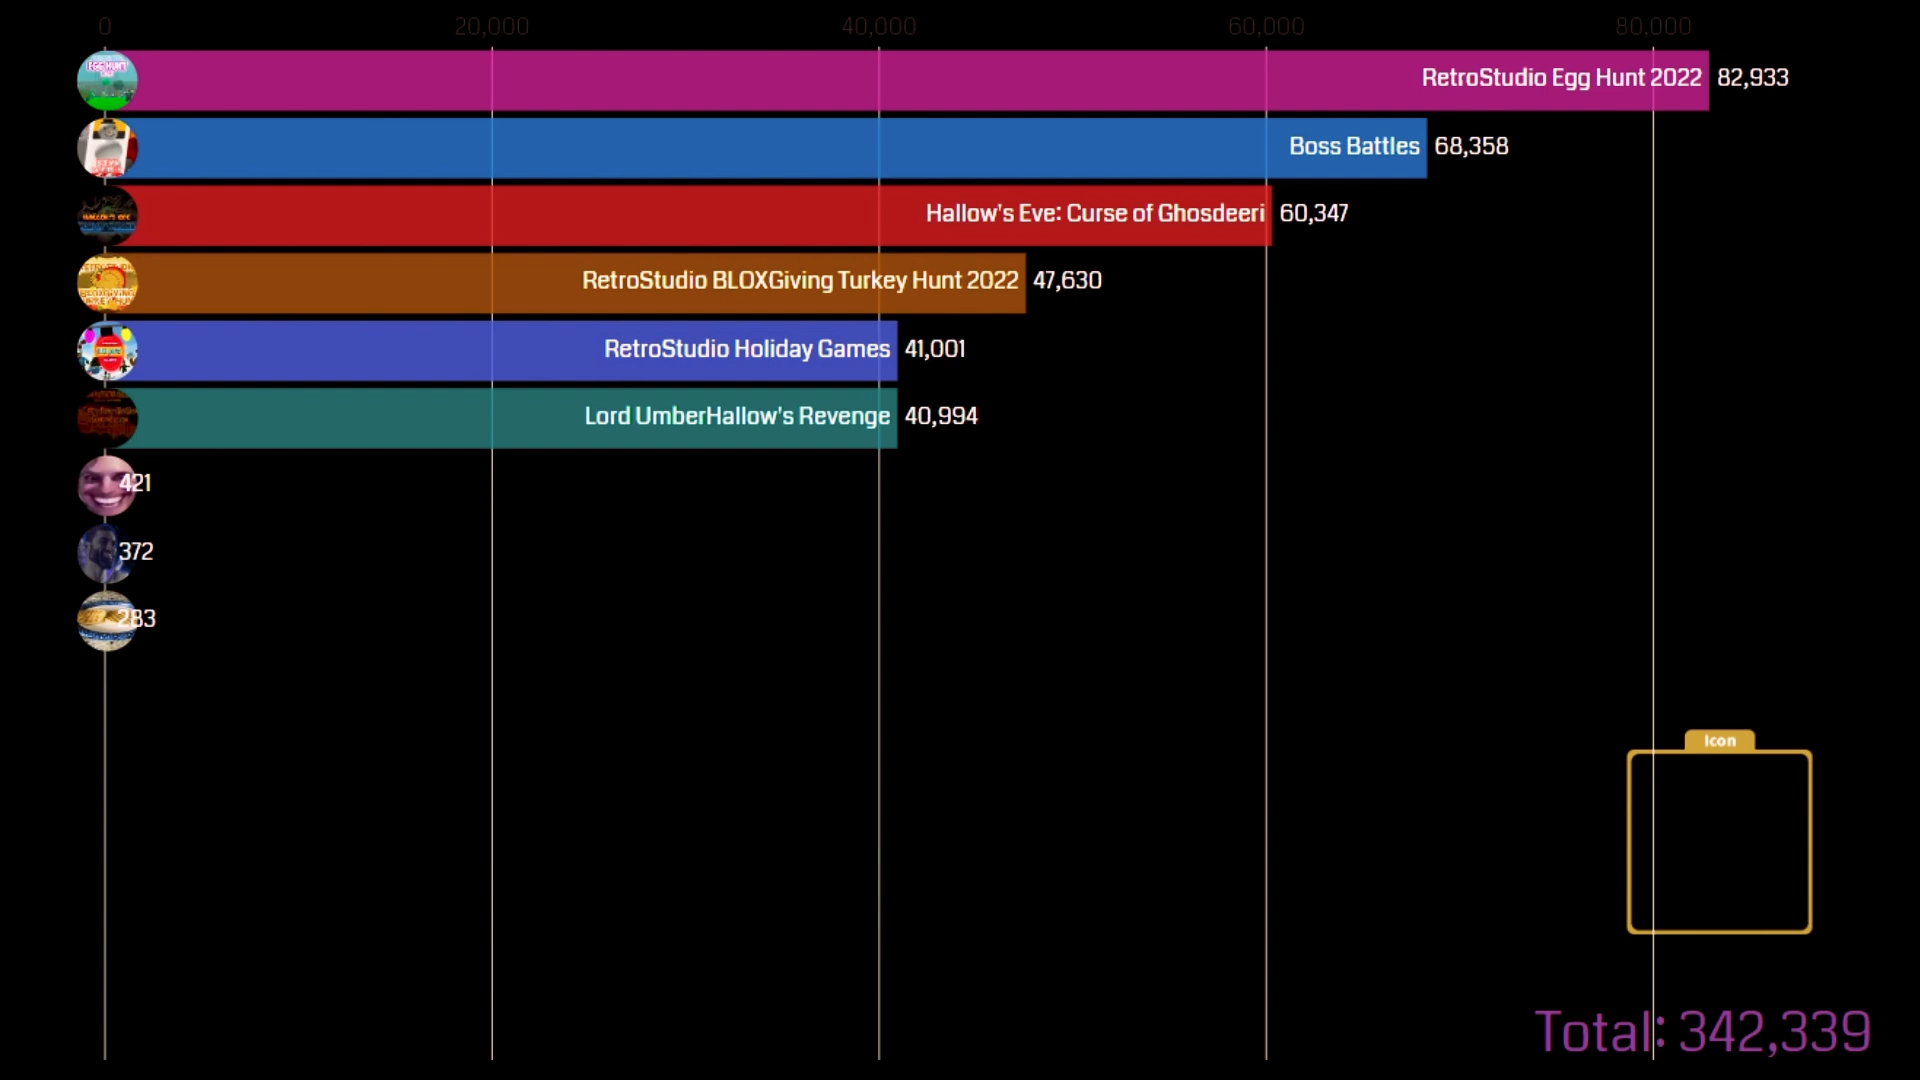 0 20,000 40,000 60,000 80,000
EGG HUNT
RetroStudio Egg Hunt 2022 82,933
Boss Battles 68,358
Hallow's Eve: Curse of Ghosdeeri 60,347
RetroStudio BLOXGiving Turkey Hunt 2022 47,630
RetroStudio Holiday Games 41,001
Lord UmberHallow's Revenge 40,994
421
372
283
Icon
Total: 342,339